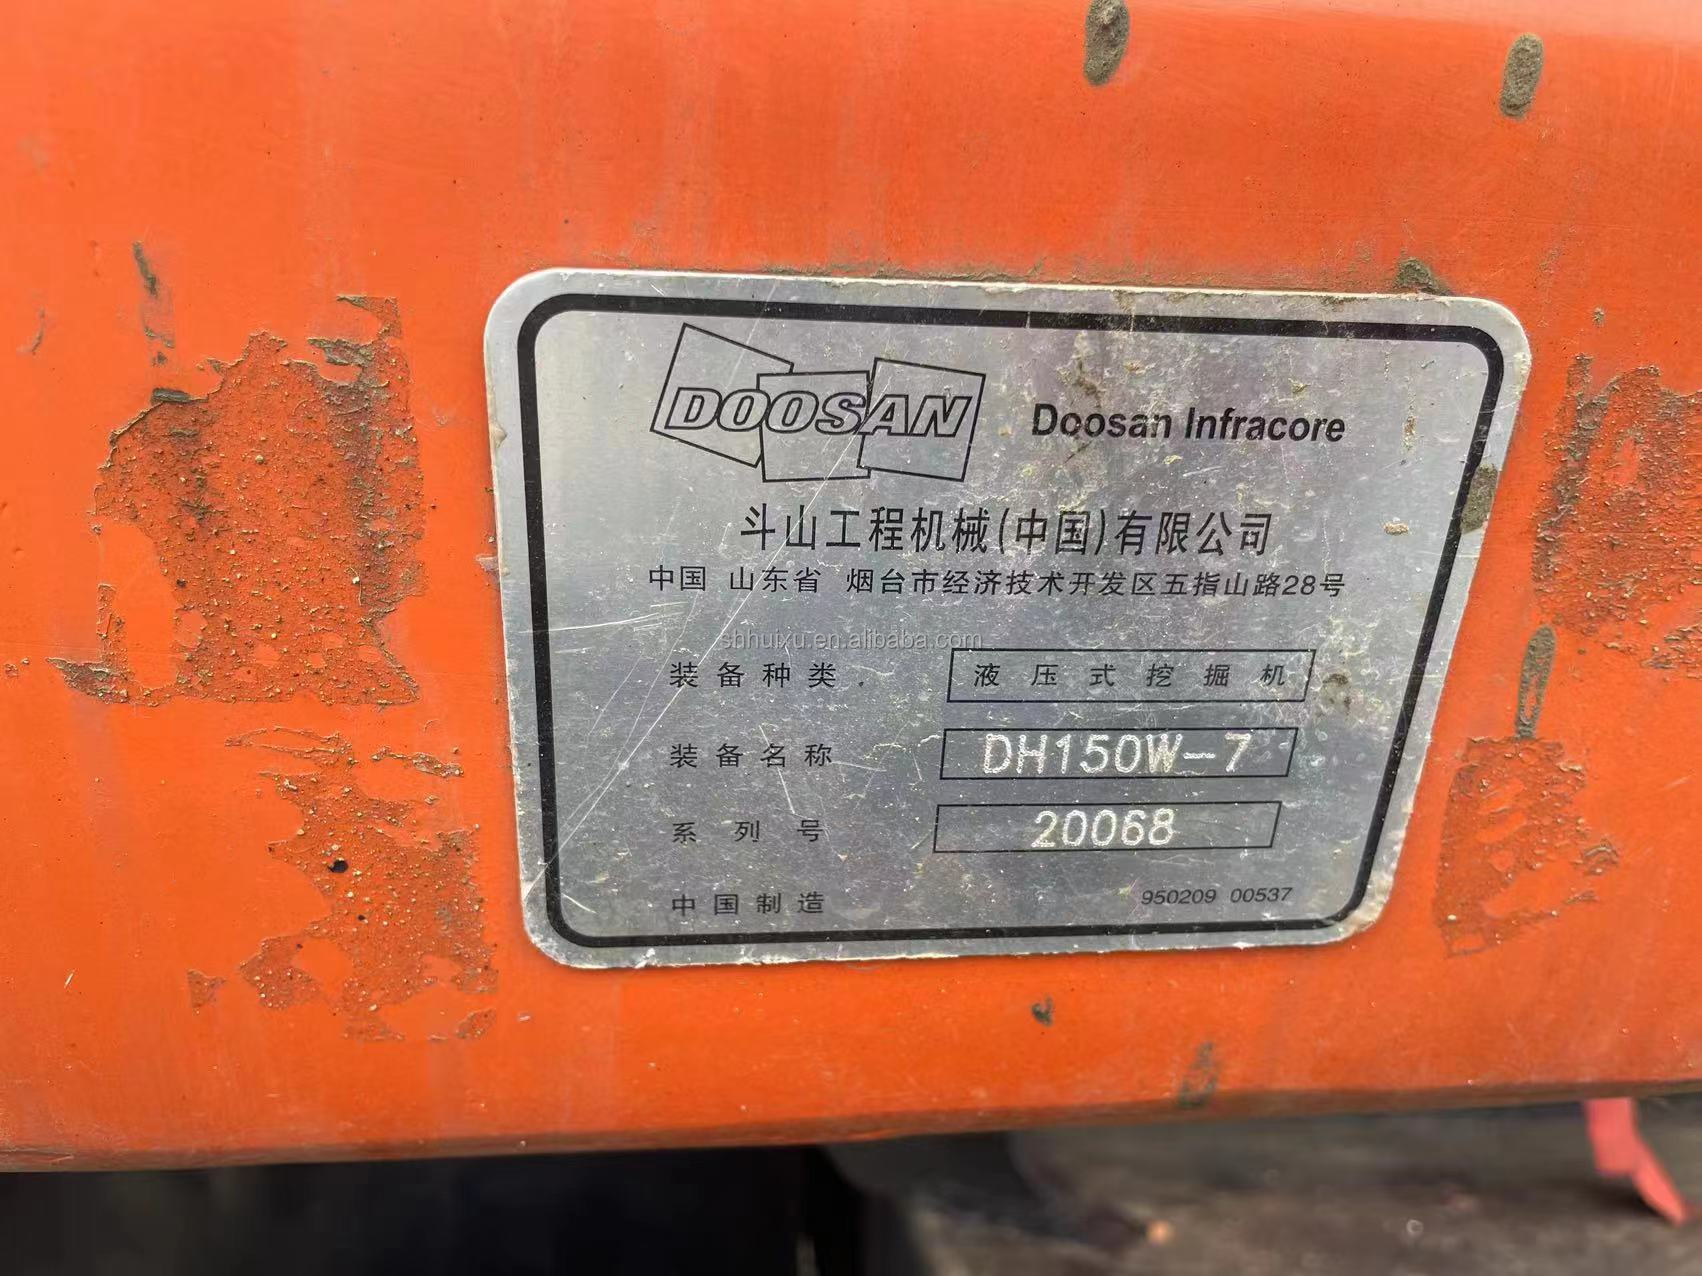 DOOSAN Doosan Infracore
斗山工程机械(中国)有限公司
中国 山东省 烟台市经济技术开发区五指山路28号
shhuixu.en.alibaba.com
装备种类 液压式挖掘机
装备名称 DH150W-7
系列号 20068
中国制造 950209 00537